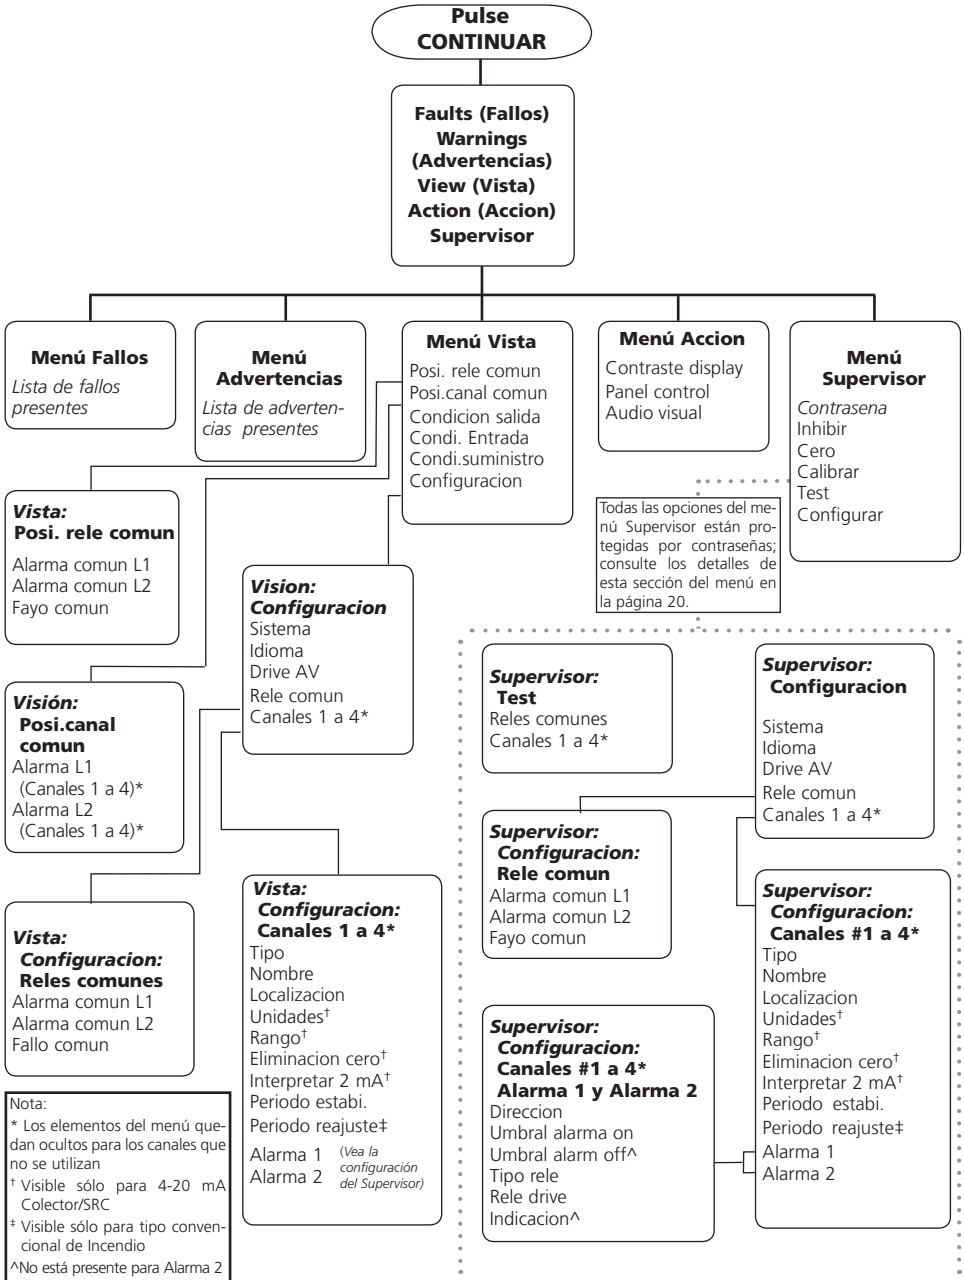 Pulse
CONTINUAR
Faults (Fallos)
Warnings
(Advertencias)
View (Vista)
Action (Accion)
Supervisor
Menú Fallos
Lista de fallos
presentes
Menú
Advertencias
Lista de adverten-
cias presentes
Menú Vista
Posi. rele comun
Posi.canal comun
Condicion salida
Condi. Entrada
Condi.suministro
Configuracion
Menú Accion
Contraste display
Panel control
Audio visual
Menú
Supervisor
Contrasena
Inhibir
Cero
Calibrar
Test
Configurar
Todas las opciones del me-
nú Supervisor están pro-
tegidas por contraseñas;
consulte los detalles de
esta sección del menú en
la página 20.
Vista:
Posi. rele comun
Alarma comun L1
Alarma comun L2
Fayo comun
Vision:
Configuracion
Sistema
Idioma
Drive AV
Rele comun
Canales 1 a 4*
Visión:
Posi.canal
comun
Alarma L1
(Canales 1 a 4)*
Alarma L2
(Canales 1 a 4)*
Vista:
Configuracion:
Reles comunes
Alarma comun L1
Alarma comun L2
Fallo comun
Vista:
Configuracion:
Canales 1 a 4*
Tipo
Nombre
Localizacion
Unidades†
Rango†
Eliminacion cero†
Interpretar 2 mA†
Periodo estabi.
Periodo reajuste‡
Alarma 1
Alarma 2
(Vea la
configuración
del Supervisor)
Supervisor:
Test
Reles comunes
Canales 1 a 4*
Supervisor:
Configuracion
Sistema
Idioma
Drive AV
Rele comun
Canales 1 a 4*
Supervisor:
Configuracion:
Rele comun
Alarma comun L1
Alarma comun L2
Fayo comun
Supervisor:
Configuracion:
Canales #1 a 4*
Tipo
Nombre
Localizacion
Unidades†
Rango†
Eliminacion cero†
Interpretar 2 mA†
Periodo estabi.
Periodo reajuste‡
Alarma 1
Alarma 2
Supervisor:
Configuracion:
Canales #1 a 4*
Alarma 1 y Alarma 2
Direccion
Umbral alarma on
Umbral alarm off^
Tipo rele
Rele drive
Indicacion^
Nota:
* Los elementos del menú que-
dan ocultos para los canales que
no se utilizan
† Visible sólo para 4-20 mA
Colector/SRC
‡ Visible sólo para tipo conven-
cional de Incendio
^No está presente para Alarma 2